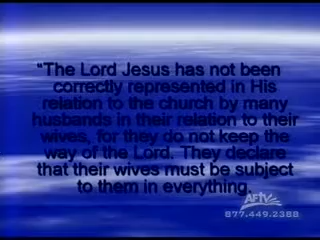 “The Lord Jesus has not been
correctly represented in His
relation to the church by many
husbands in their relation to their
wives, for they do not keep the
way of the Lord. They declare
that their wives must be subject
to them in everything.
AFTV
877.449.2388